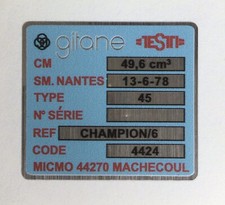 gitane TESTI
CM 49,6 cm³
SM. NANTES 13-6-78
TYPE 45
N° SÉRIE
REF CHAMPION/6
CODE 4424
MICMO 44270 MACHECOUL